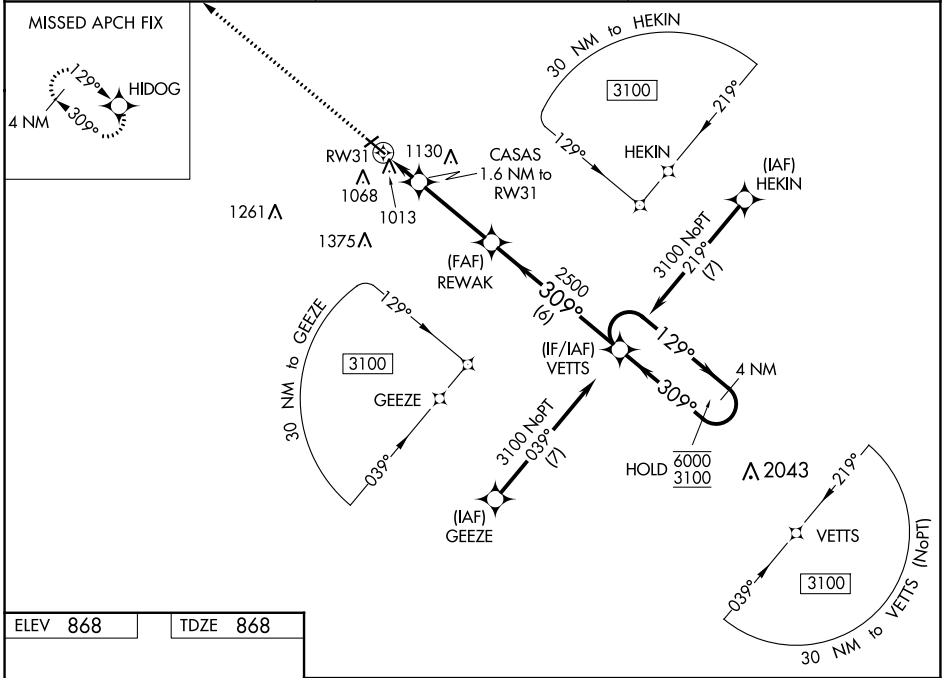 MISSED APCH FIX
129°
HIDOG
4 NM
309°
30 NM to HEKIN
3100
219°
129°
HEKIN
(IAF)
HEKIN
RW31
1130
CASAS
1.6 NM to
RW31
1068
1013
1261
1375
(FAF)
REWAK
3100 NoPT
219°
(7)
2500
309°
(6)
30 NM to GEEZE
129°
3100
GEEZE
039°
(IF/IAF)
VETTS
129°
4 NM
309°
3100 NoPT
039°
(7)
HOLD
6000
3100
2043
(IAF)
GEEZE
219°
VETTS
039°
3100
30 NM to VETTS (NoPT)
ELEV 868
TDZE 868